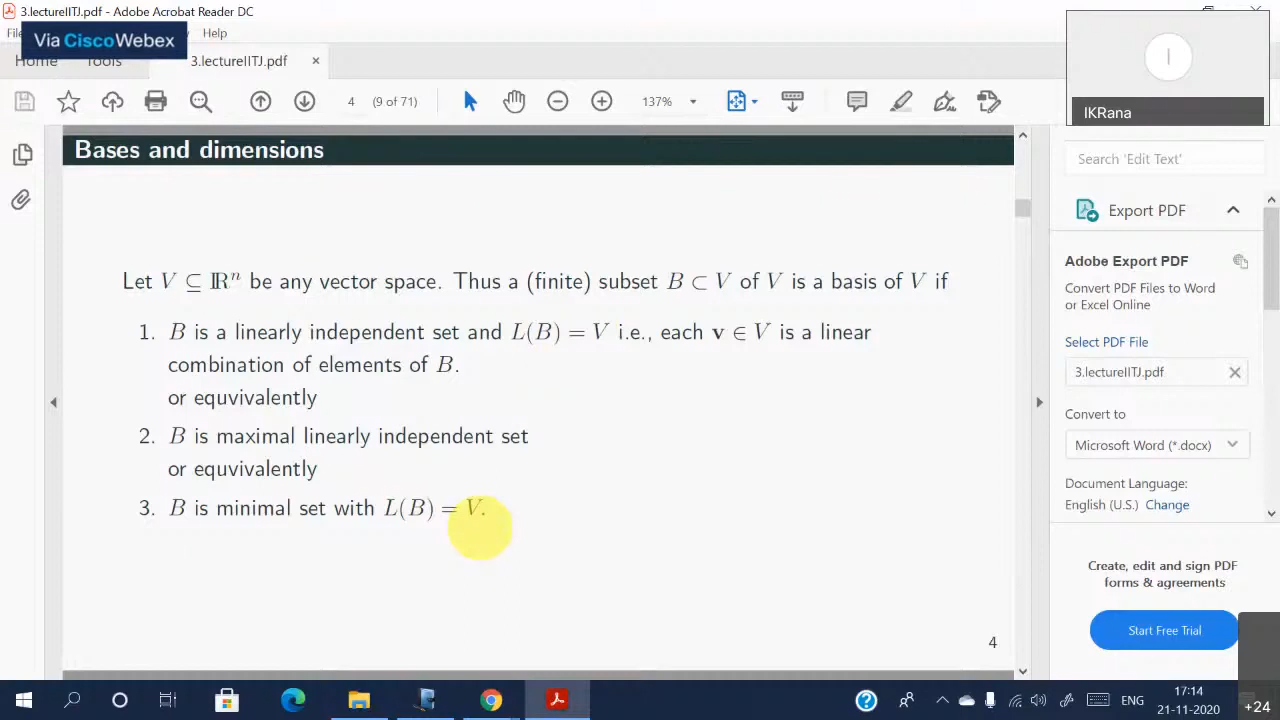 3.lectureIITJ.pdf - Adobe Acrobat Reader DC
Via Cisco Webex
Help
Home Tools 3.lectureIITJ.pdf ×
4 (9 of 71) 137%
I
IKRana
Bases and dimensions
Let V ⊆ ℝⁿ be any vector space. Thus a (finite) subset B ⊂ V of V is a basis of V if
1. B is a linearly independent set and L(B) = V i.e., each v ∈ V is a linear
combination of elements of B.
or equvivalently
2. B is maximal linearly independent set
or equvivalently
3. B is minimal set with L(B) = V.
4
Search 'Edit Text'
Export PDF
Adobe Export PDF
Convert PDF Files to Word
or Excel Online
Select PDF File
3.lectureIITJ.pdf
Convert to
Microsoft Word (*.docx)
Document Language:
English (U.S.) Change
Create, edit and sign PDF
forms & agreements
Start Free Trial
ENG
17:14
21-11-2020
+24